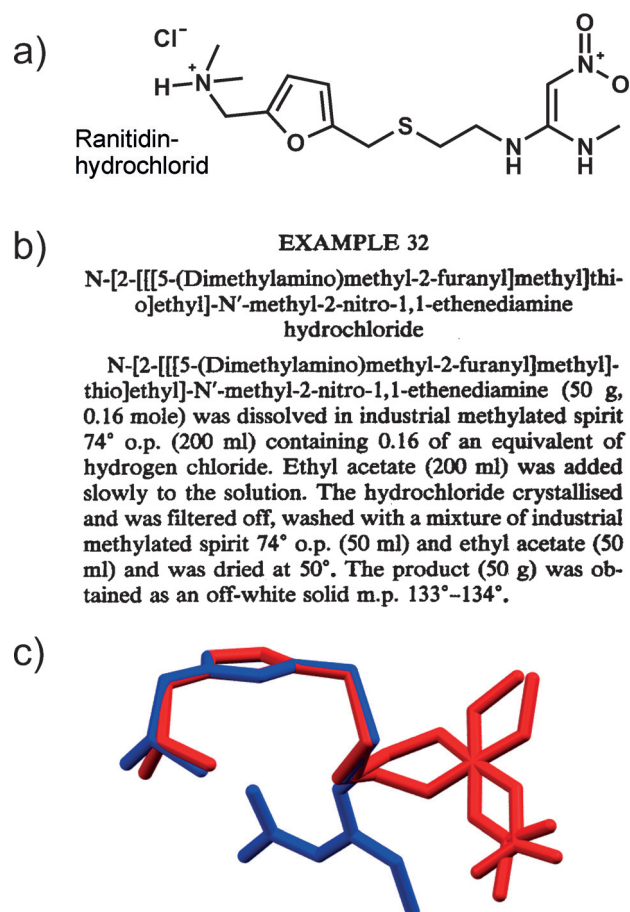 a)
Cl⁻
H
N
+
O
S
N
H
N
H
N
+
O
O
Ranitidin-
hydrochlorid
b)
EXAMPLE 32
N-[2-[[[5-(Dimethylamino)methyl-2-furanyl]methyl]thi-
o]ethyl]-N′-methyl-2-nitro-1,1-ethenediamine
hydrochloride
N-[2-[[[5-(Dimethylamino)methyl-2-furanyl]methyl]-
thio]ethyl]-N′-methyl-2-nitro-1,1-ethenediamine (50 g,
0.16 mole) was dissolved in industrial methylated spirit
74° o.p. (200 ml) containing 0.16 of an equivalent of
hydrogen chloride. Ethyl acetate (200 ml) was added
slowly to the solution. The hydrochloride crystallised
and was filtered off, washed with a mixture of industrial
methylated spirit 74° o.p. (50 ml) and ethyl acetate (50
ml) and was dried at 50°. The product (50 g) was ob-
tained as an off-white solid m.p. 133°–134°.
c)